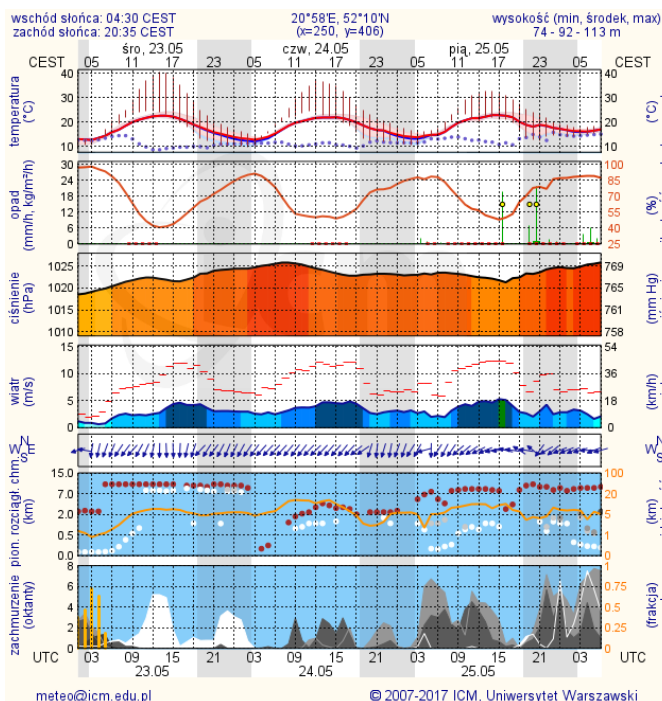 wschód słońca: 04:30 CEST 20°58'E, 52°10'N wysokość (min, środek, max)
zachód słońca: 20:35 CEST (x=250, y=406) 74 - 92 - 113 m
śro, 23.05 czw, 24.05 pią, 25.05
CEST 05 11 17 23 05 11 17 23 05 11 17 23 05 CEST
temperatura
(°C)
40
30
20
10
40
30
20
10
(°C)
opad
(mm/h, kg/m²/h)
30
24
18
12
6
0
100
85
70
55
40
25
(%)
ciśnienie
(hPa)
1025
1020
1015
1010
769
765
761
758
(mm Hg)
wiatr
(m/s)
15
10
5
0
54
36
18
0
(km/h)
N
W E
S
N
W
S
pion. rozciągł. chm
(km)
15.0
7.0
2.0
0.5
0.0
100
20
5
1
0
(km)
zachmurzenie
(oktanty)
8
6
4
2
0
1
0.75
0.5
0.25
0
(frakcja)
UTC 03 09 15 21 03 09 15 21 03 09 15 21 03 UTC
23.05 24.05 25.05
meteo@icm.edu.pl © 2007-2017 ICM, Uniwersytet Warszawski